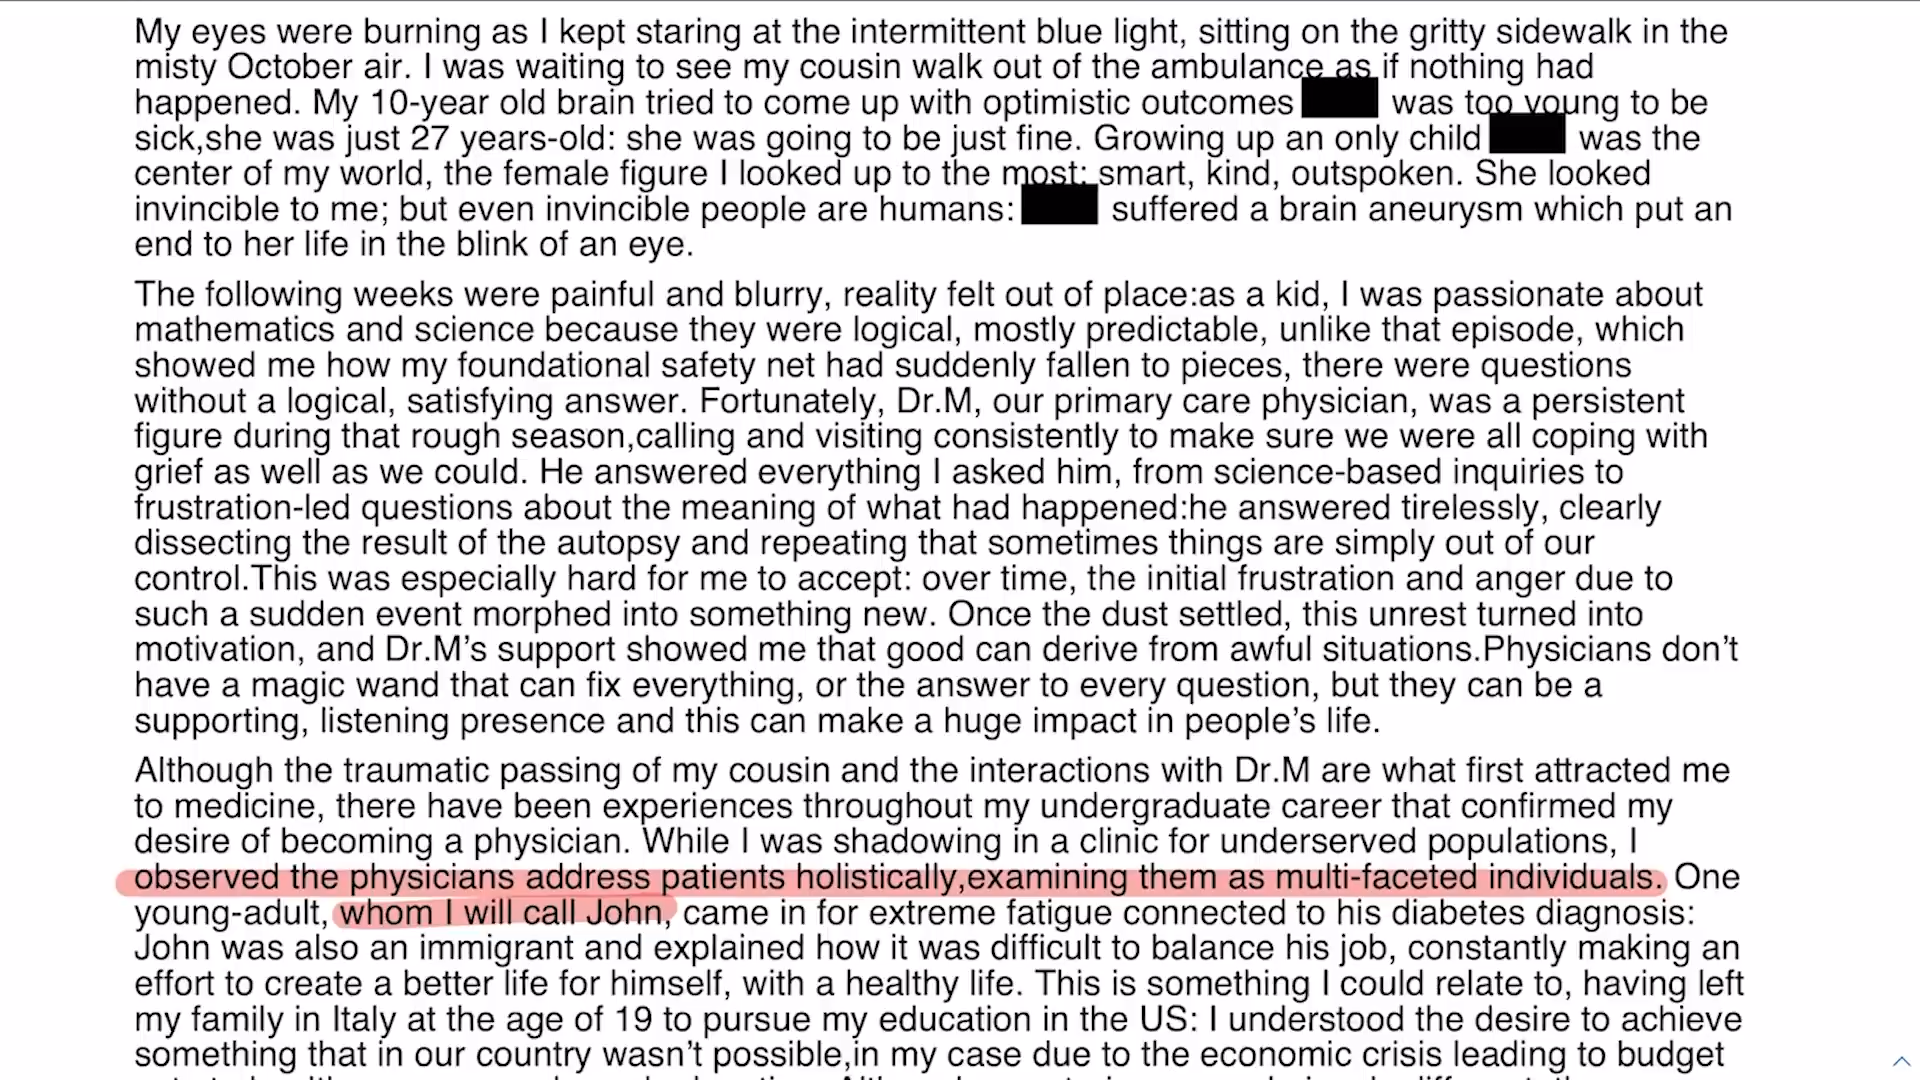 My eyes were burning as I kept staring at the intermittent blue light, sitting on the gritty sidewalk in the
misty October air. I was waiting to see my cousin walk out of the ambulance as if nothing had
happened. My 10-year old brain tried to come up with optimistic outcomes was too young to be
sick,she was just 27 years-old: she was going to be just fine. Growing up an only child was the
center of my world, the female figure I looked up to the most: smart, kind, outspoken. She looked
invincible to me; but even invincible people are humans: suffered a brain aneurysm which put an
end to her life in the blink of an eye.
The following weeks were painful and blurry, reality felt out of place:as a kid, I was passionate about
mathematics and science because they were logical, mostly predictable, unlike that episode, which
showed me how my foundational safety net had suddenly fallen to pieces, there were questions
without a logical, satisfying answer. Fortunately, Dr.M, our primary care physician, was a persistent
figure during that rough season,calling and visiting consistently to make sure we were all coping with
grief as well as we could. He answered everything I asked him, from science-based inquiries to
frustration-led questions about the meaning of what had happened:he answered tirelessly, clearly
dissecting the result of the autopsy and repeating that sometimes things are simply out of our
control.This was especially hard for me to accept: over time, the initial frustration and anger due to
such a sudden event morphed into something new. Once the dust settled, this unrest turned into
motivation, and Dr.M’s support showed me that good can derive from awful situations.Physicians don’t
have a magic wand that can fix everything, or the answer to every question, but they can be a
supporting, listening presence and this can make a huge impact in people’s life.
Although the traumatic passing of my cousin and the interactions with Dr.M are what first attracted me
to medicine, there have been experiences throughout my undergraduate career that confirmed my
desire of becoming a physician. While I was shadowing in a clinic for underserved populations, I
observed the physicians address patients holistically,examining them as multi-faceted individuals. One
young-adult, whom I will call John, came in for extreme fatigue connected to his diabetes diagnosis:
John was also an immigrant and explained how it was difficult to balance his job, constantly making an
effort to create a better life for himself, with a healthy life. This is something I could relate to, having left
my family in Italy at the age of 19 to pursue my education in the US: I understood the desire to achieve
something that in our country wasn’t possible,in my case due to the economic crisis leading to budget